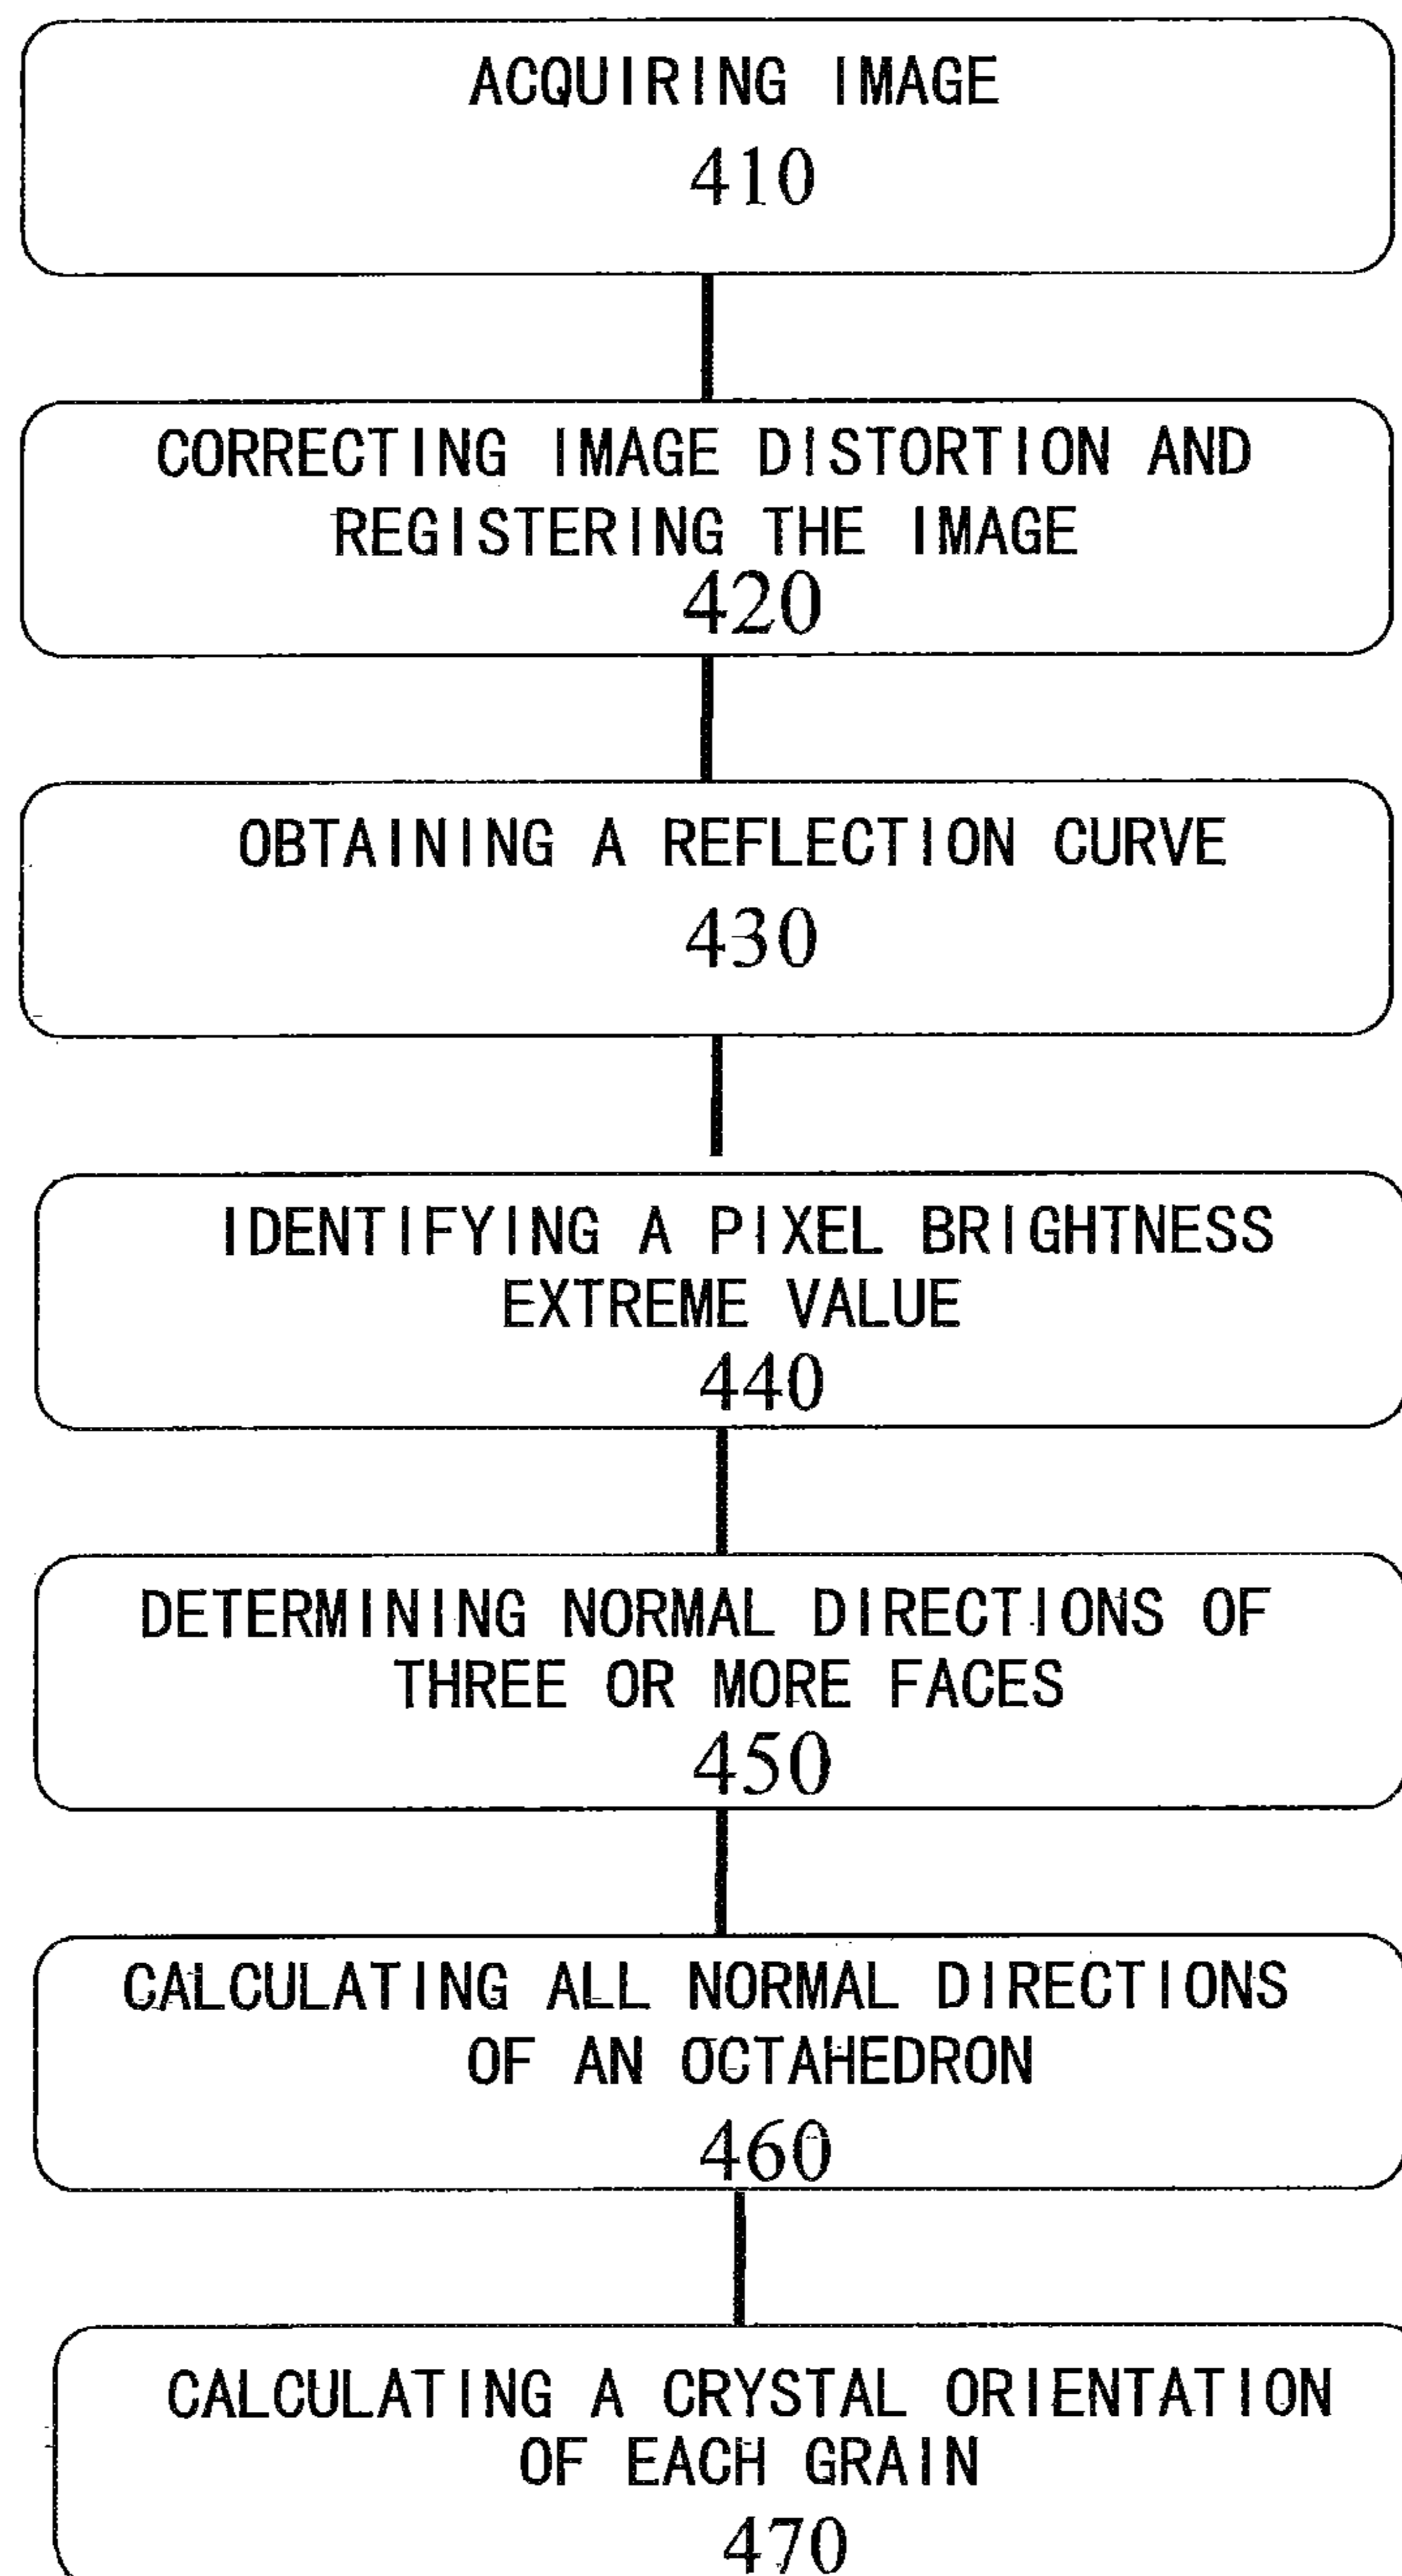 ACQUIRING IMAGE
410
CORRECTING IMAGE DISTORTION AND
REGISTERING THE IMAGE
420
OBTAINING A REFLECTION CURVE
430
IDENTIFYING A PIXEL BRIGHTNESS
EXTREME VALUE
440
DETERMINING NORMAL DIRECTIONS OF
THREE OR MORE FACES
450
CALCULATING ALL NORMAL DIRECTIONS
OF AN OCTAHEDRON
460
CALCULATING A CRYSTAL ORIENTATION
OF EACH GRAIN
470